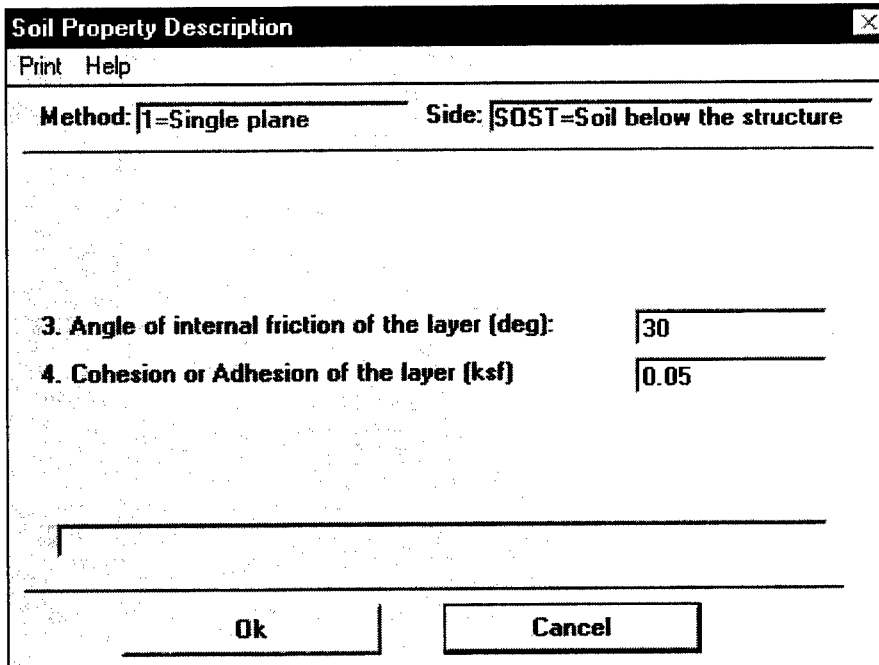 Soil Property Description
Print Help
Method: 1=Single plane Side: SOST=Soil below the structure
3. Angle of internal friction of the layer (deg): 30
4. Cohesion or Adhesion of the layer (ksf) 0.05
Ok Cancel